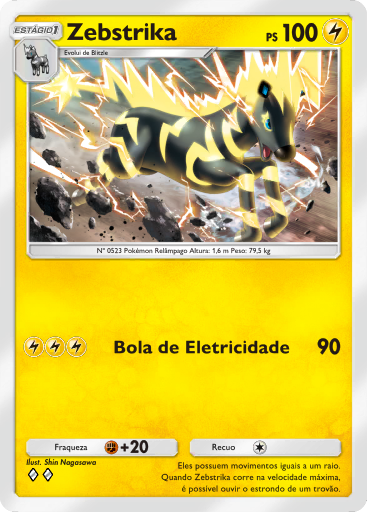 ESTÁGIO 1
Zebstrika
PS 100
Evolui de Blitzle
Nº 0523 Pokémon Relâmpago Altura: 1,6 m Peso: 79,5 kg
Bola de Eletricidade 90
Fraqueza +20 Recuo
Ilust. Shin Nagasawa
Eles possuem movimentos iguais a um raio.
Quando Zebstrika corre na velocidade máxima,
é possível ouvir o estrondo de um trovão.